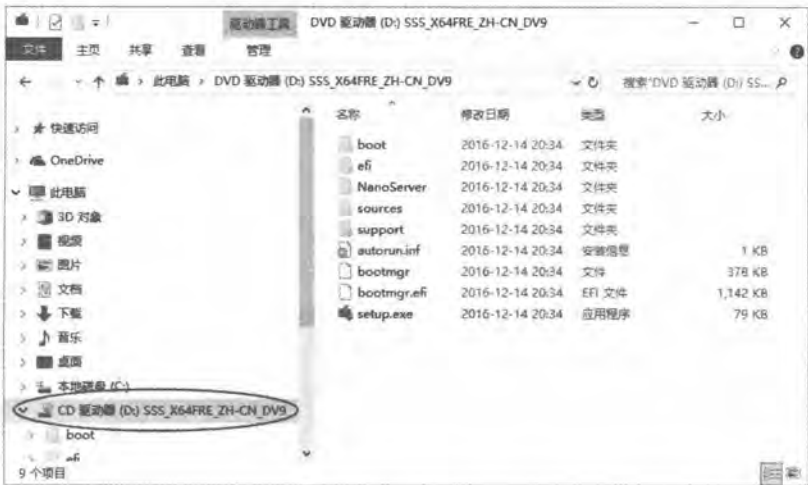 驱动器工具 DVD 驱动器 (D:) SSS_X64FRE_ZH-CN_DV9
文件 主页 共享 查看 管理
此电脑 › DVD 驱动器 (D:) SSS_X64FRE_ZH-CN_DV9 搜索"DVD 驱动器 (D:) SS...
名称 修改日期 类型 大小
快速访问
OneDrive
此电脑
3D 对象
视频
图片
文档
下载
音乐
桌面
本地磁盘 (C:)
CD 驱动器 (D:) SSS_X64FRE_ZH-CN_DV9
boot
efi
boot 2016-12-14 20:34 文件夹
efi 2016-12-14 20:34 文件夹
NanoServer 2016-12-14 20:34 文件夹
sources 2016-12-14 20:34 文件夹
support 2016-12-14 20:34 文件夹
autorun.inf 2016-12-14 20:34 安装信息 1 KB
bootmgr 2016-12-14 20:34 文件 378 KB
bootmgr.efi 2016-12-14 20:34 EFI 文件 1,142 KB
setup.exe 2016-12-14 20:34 应用程序 79 KB
9 个项目